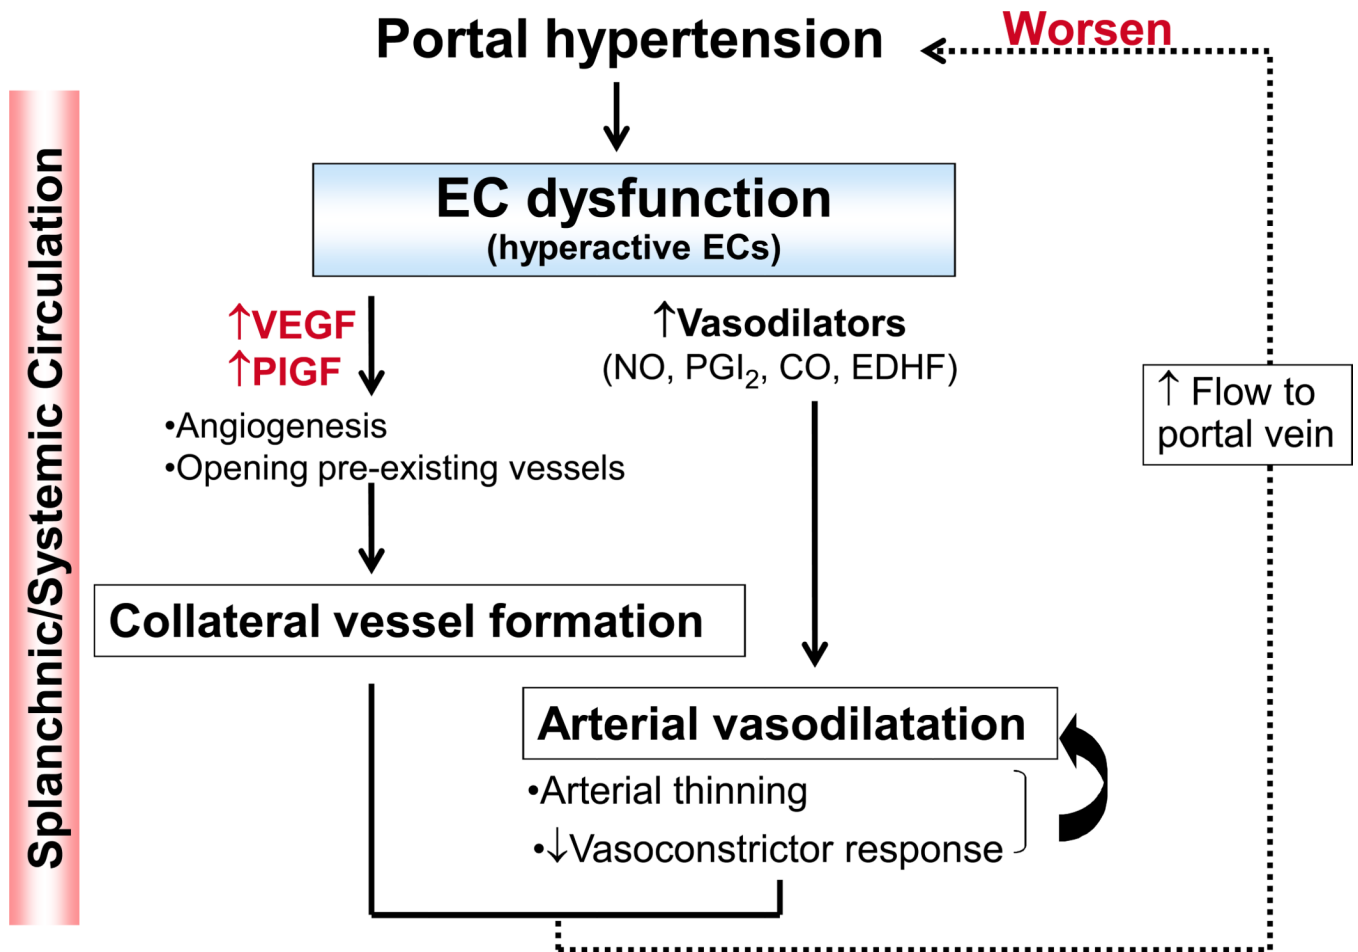 Portal hypertension
Worsen
Splanchnic/Systemic Circulation
EC dysfunction
(hyperactive ECs)
↑VEGF
↑PIGF
↑Vasodilators
(NO, PGI₂, CO, EDHF)
↑ Flow to
portal vein
•Angiogenesis
•Opening pre-existing vessels
Collateral vessel formation
Arterial vasodilatation
•Arterial thinning
•↓Vasoconstrictor response